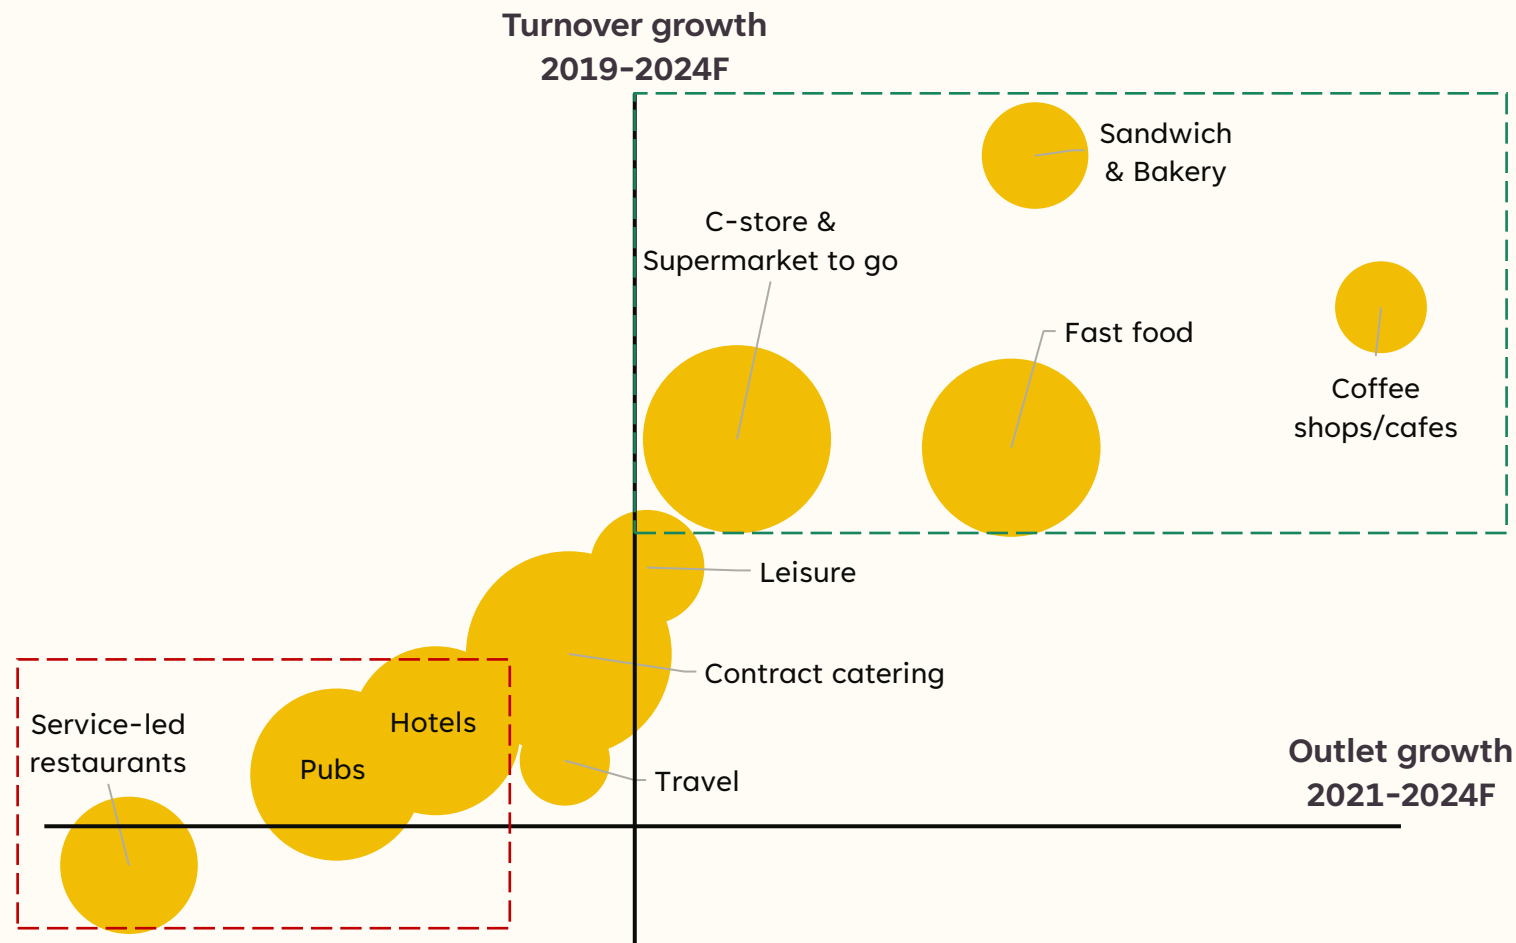 Turnover growth
2019-2024F
Sandwich
& Bakery
C-store &
Supermarket to go
Fast food
Coffee
shops/cafes
Leisure
Contract catering
Service-led
restaurants
Hotels
Pubs
Travel
Outlet growth
2021-2024F